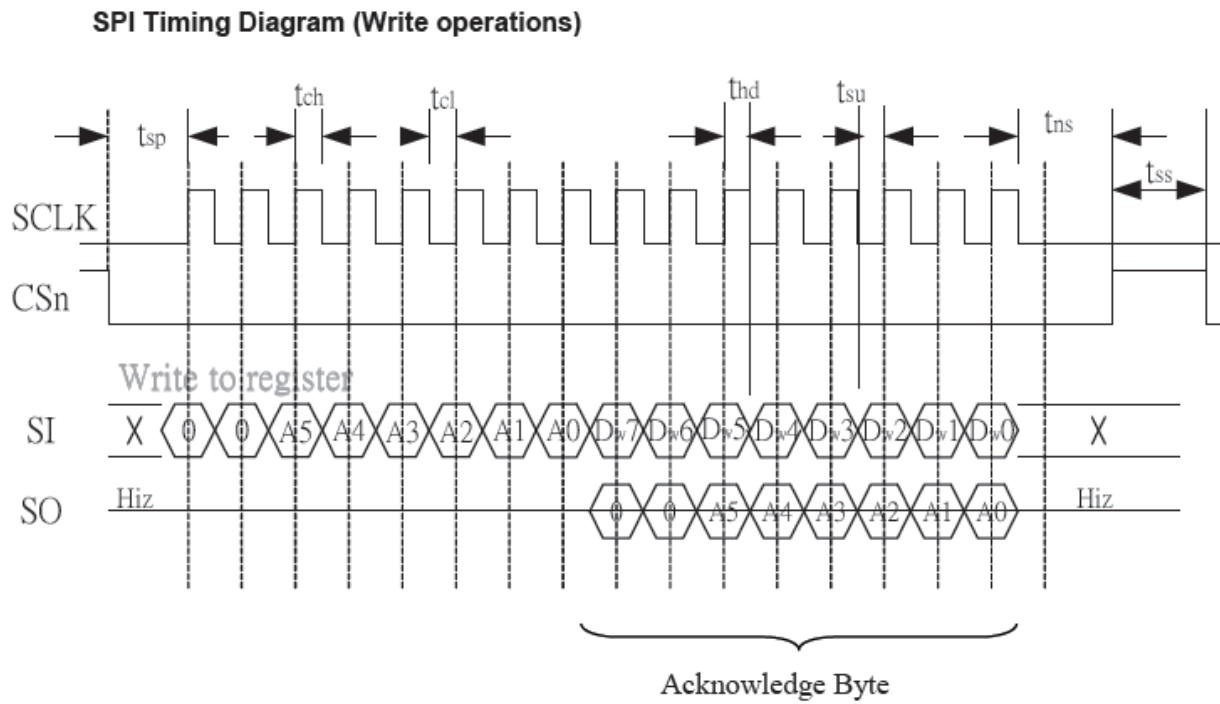 SPI Timing Diagram (Write operations)
tch tcl thd tsu
tsp tns
tss
SCLK
CSn
Write to register
SI X 0 0 A5 A4 A3 A2 A1 A0 Dw7 Dw6 Dw5 Dw4 Dw3 Dw2 Dw1 Dw0 X
SO Hiz 0 0 A5 A4 A3 A2 A1 A0 Hiz
Acknowledge Byte